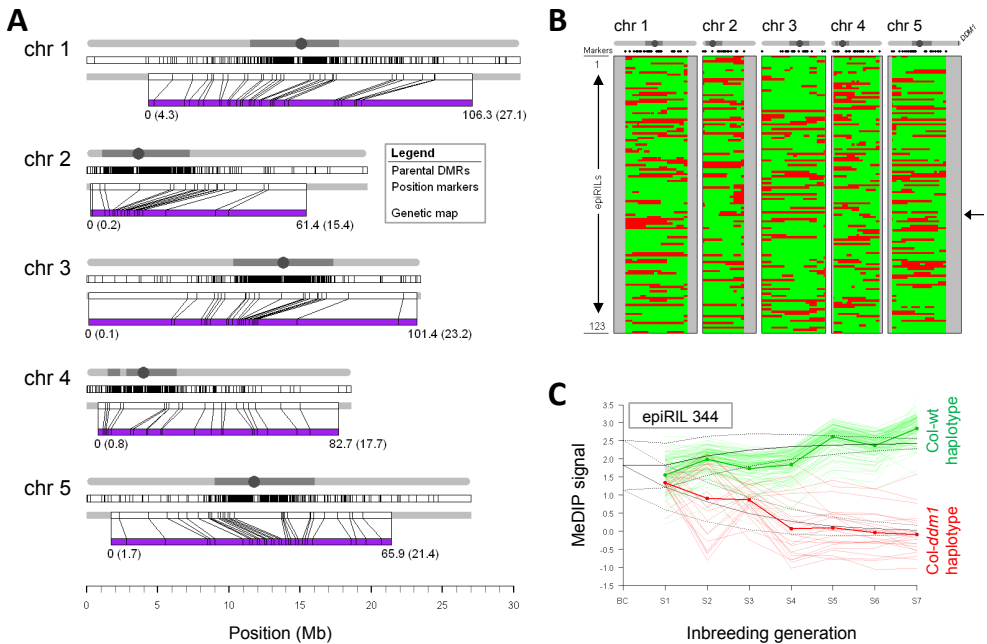 A
chr 1
0 (4.3)
106.3 (27.1)
chr 2
0 (0.2)
61.4 (15.4)
Legend
Parental DMRs
Position markers
Genetic map
chr 3
0 (0.1)
101.4 (23.2)
chr 4
0 (0.8)
82.7 (17.7)
chr 5
0 (1.7)
65.9 (21.4)
0 5 10 15 20 25 30
Position (Mb)
B
chr 1 chr 2 chr 3 chr 4 chr 5
DDM1
Markers
1
epiRILs
123
C
epiRIL 344
MeDIP signal
3.5
3.0
2.5
2.0
1.5
1.0
0.5
0.0
-0.5
-1.0
-1.5
BC S1 S2 S3 S4 S5 S6 S7
Inbreeding generation
Col-wt
haplotype
Col-ddm1
haplotype